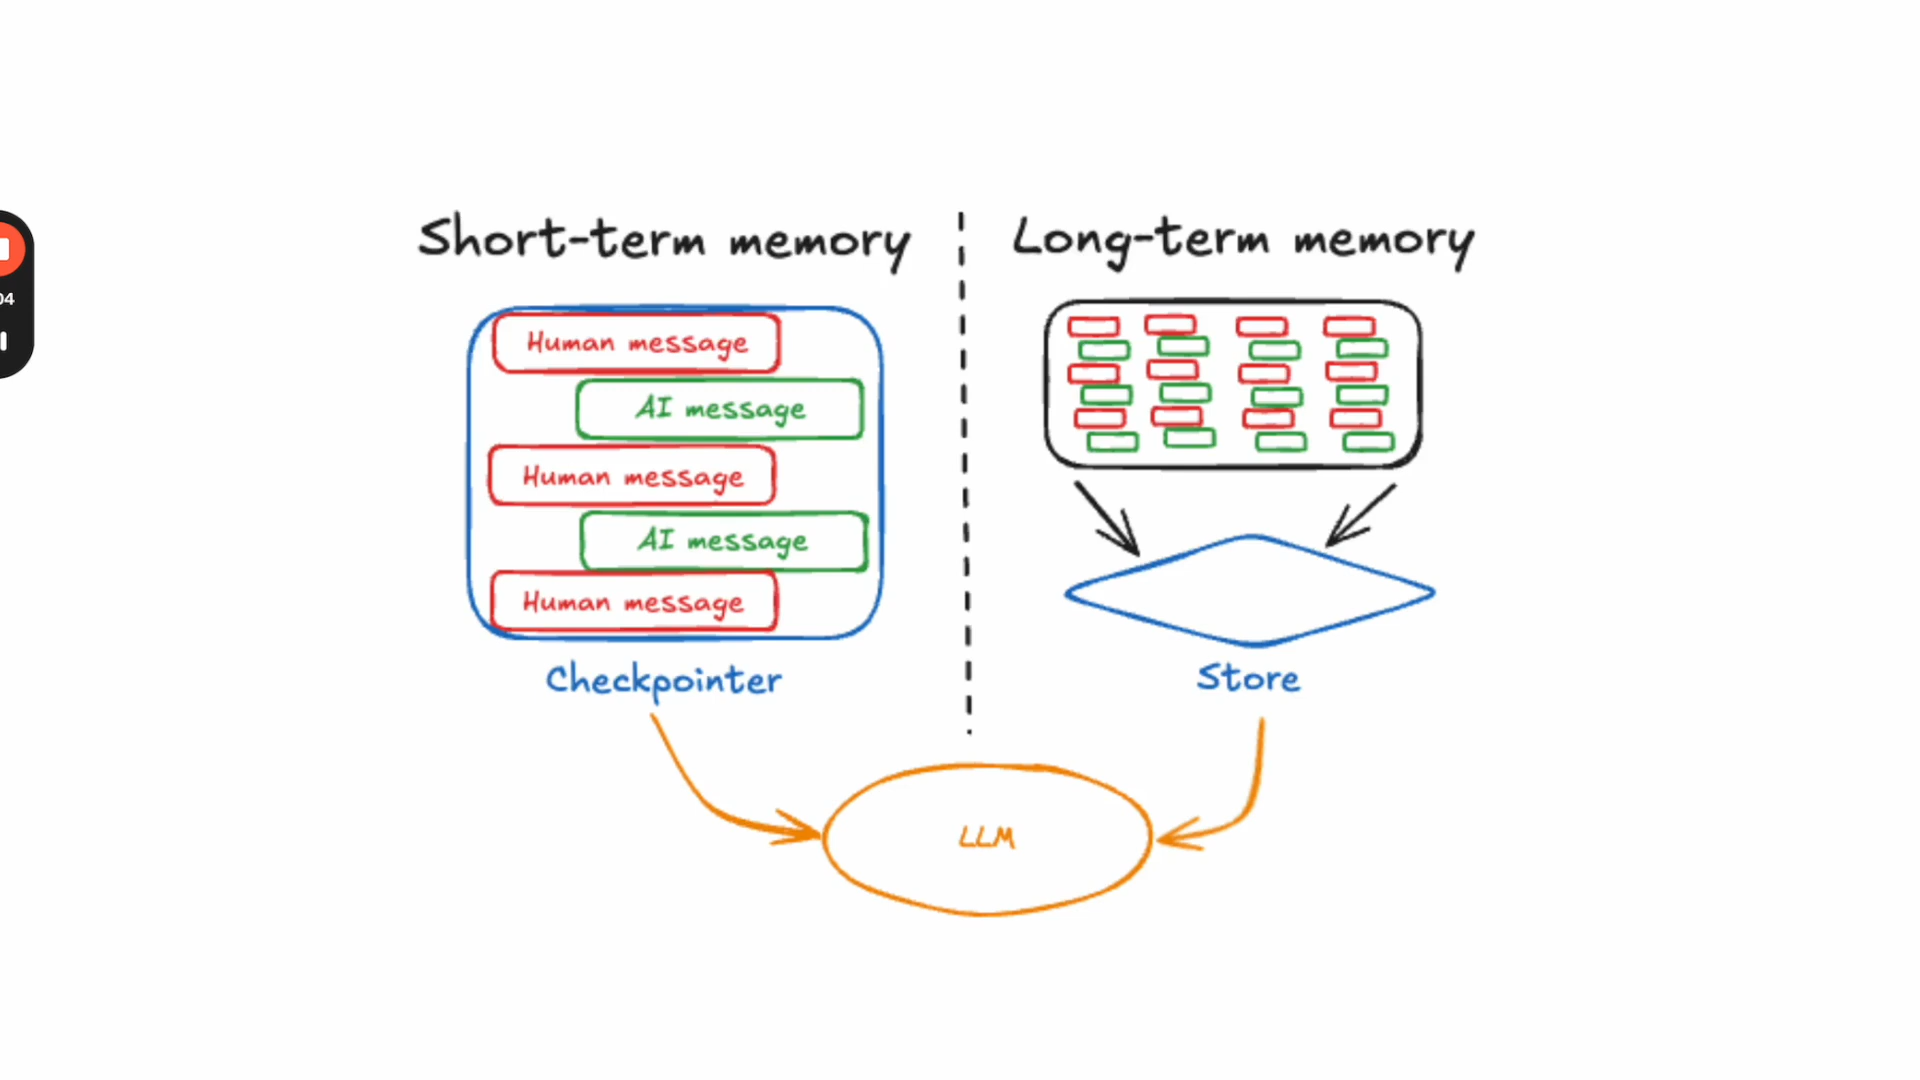 Short-term memory
Long-term memory
Human message
AI message
Human message
AI message
Human message
Checkpointer
Store
LLM
04